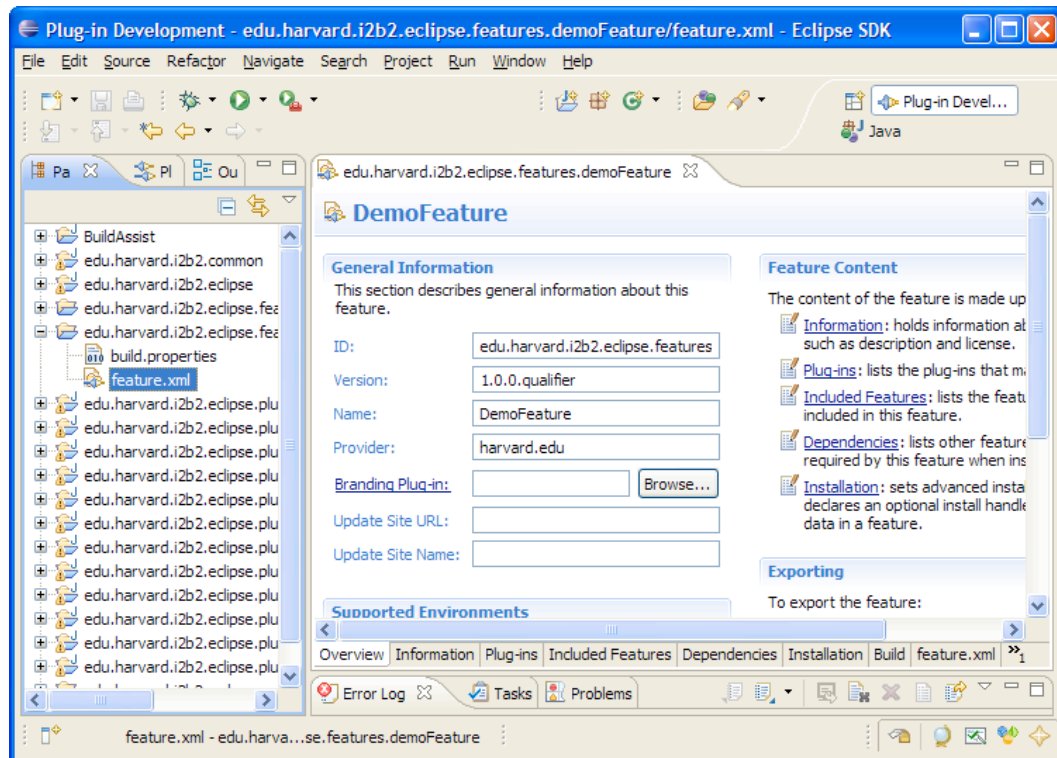 Plug-in Development - edu.harvard.i2b2.eclipse.features.demoFeature/feature.xml - Eclipse SDK
File Edit Source Refactor Navigate Search Project Run Window Help
Plug-in Devel...
Java
Pa Pl Ou
BuildAssist
edu.harvard.i2b2.common
edu.harvard.i2b2.eclipse
edu.harvard.i2b2.eclipse.fea
edu.harvard.i2b2.eclipse.fea
build.properties
feature.xml
edu.harvard.i2b2.eclipse.plu
edu.harvard.i2b2.eclipse.plu
edu.harvard.i2b2.eclipse.plu
edu.harvard.i2b2.eclipse.plu
edu.harvard.i2b2.eclipse.plu
edu.harvard.i2b2.eclipse.plu
edu.harvard.i2b2.eclipse.plu
edu.harvard.i2b2.eclipse.plu
edu.harvard.i2b2.eclipse.plu
edu.harvard.i2b2.eclipse.plu
edu.harvard.i2b2.eclipse.plu
edu.harvard.i2b2.eclipse.plu
edu.harvard.i2b2.eclipse.features.demoFeature
DemoFeature
General Information
This section describes general information about this
feature.
ID: edu.harvard.i2b2.eclipse.features
Version: 1.0.0.qualifier
Name: DemoFeature
Provider: harvard.edu
Branding Plug-in: Browse...
Update Site URL:
Update Site Name:
Supported Environments
Feature Content
The content of the feature is made up
Information: holds information ab
such as description and license.
Plug-ins: lists the plug-ins that ma
Included Features: lists the featu
included in this feature.
Dependencies: lists other feature
required by this feature when ins
Installation: sets advanced instal
declares an optional install handle
data in a feature.
Exporting
To export the feature:
Overview Information Plug-ins Included Features Dependencies Installation Build feature.xml »1
Error Log Tasks Problems
feature.xml - edu.harva...se.features.demoFeature